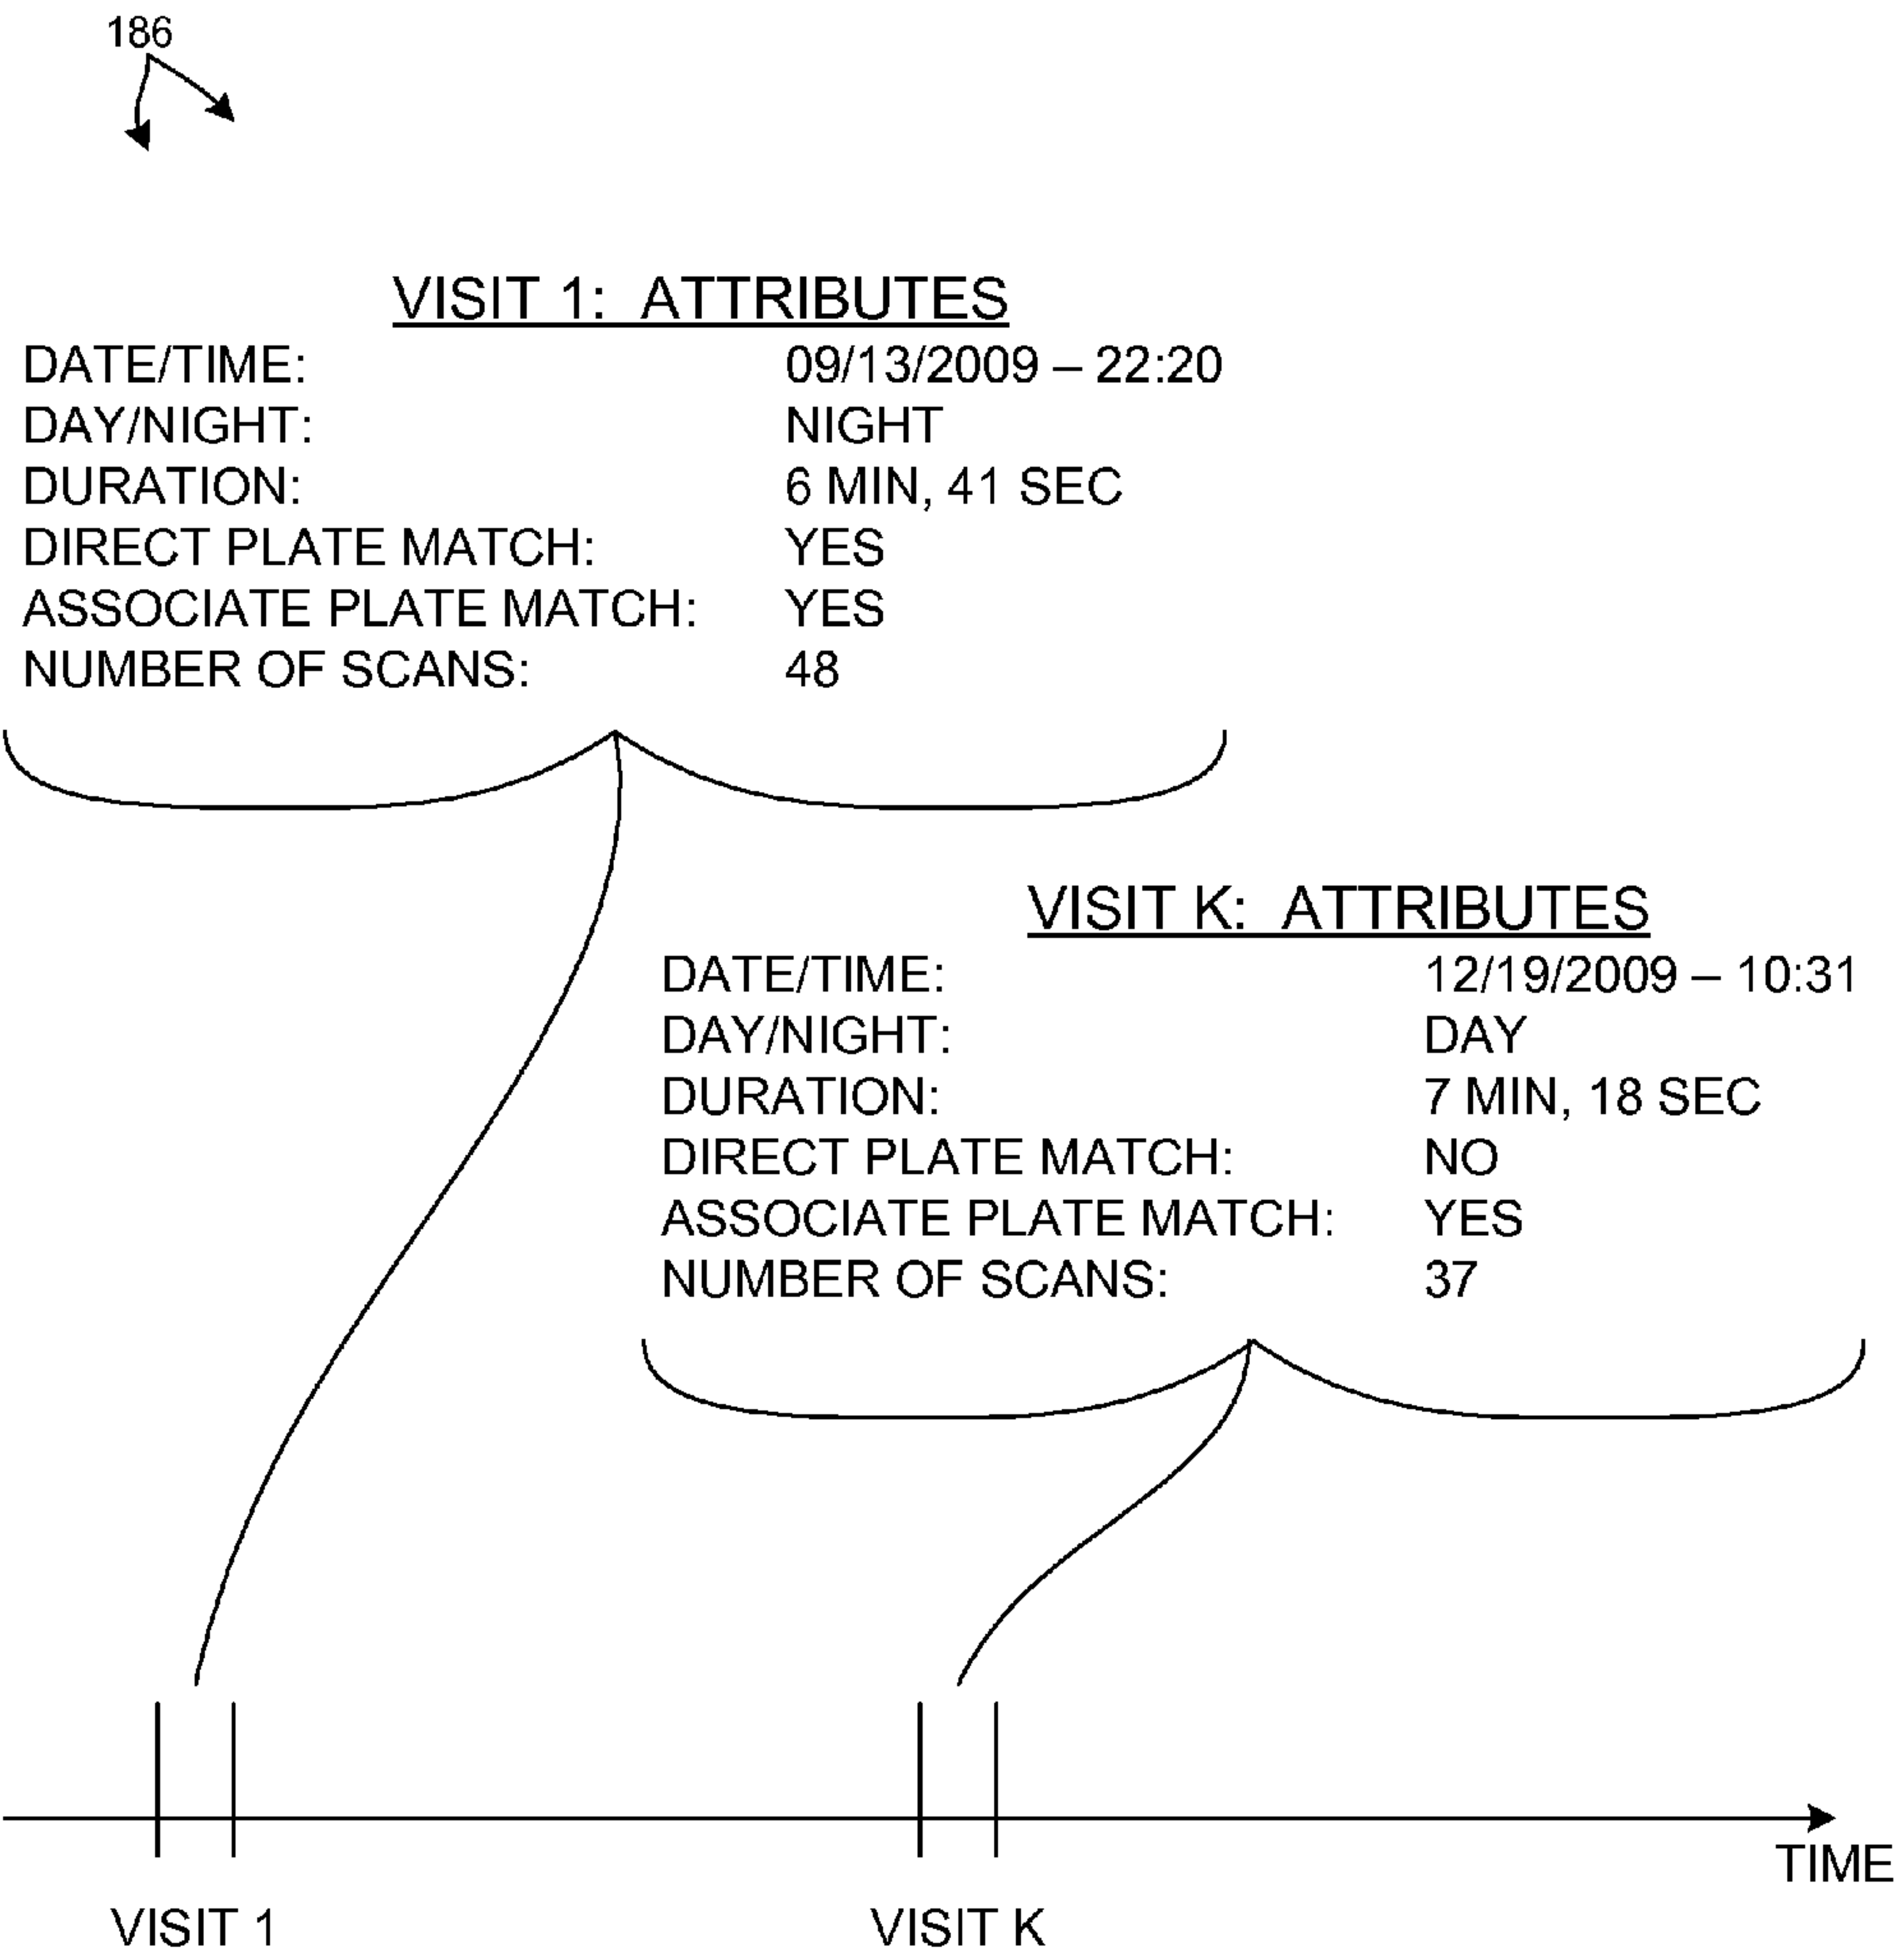 186
VISIT 1: ATTRIBUTES
DATE/TIME: 09/13/2009 – 22:20
DAY/NIGHT: NIGHT
DURATION: 6 MIN, 41 SEC
DIRECT PLATE MATCH: YES
ASSOCIATE PLATE MATCH: YES
NUMBER OF SCANS: 48
VISIT K: ATTRIBUTES
DATE/TIME: 12/19/2009 – 10:31
DAY/NIGHT: DAY
DURATION: 7 MIN, 18 SEC
DIRECT PLATE MATCH: NO
ASSOCIATE PLATE MATCH: YES
NUMBER OF SCANS: 37
TIME
VISIT 1 VISIT K